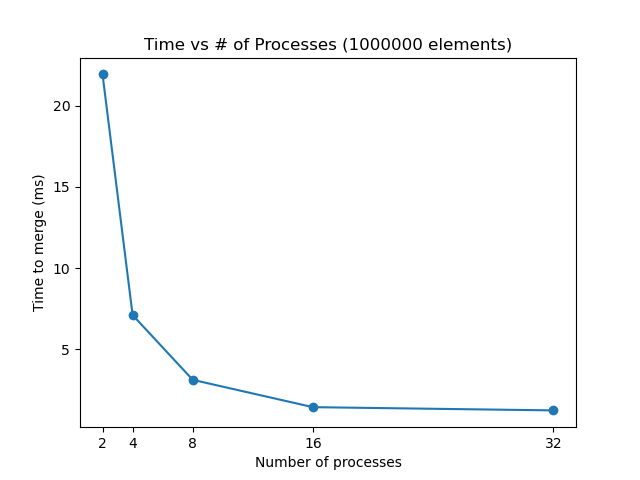 Time vs # of Processes (1000000 elements)
Time to merge (ms)
20
15
10
5
2 4 8 16 32
Number of processes